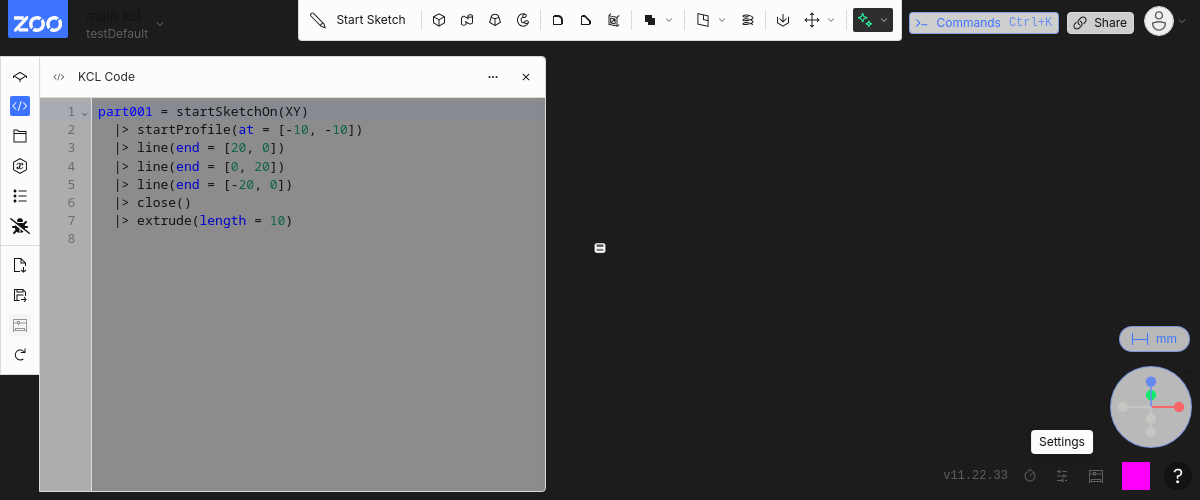 ZOO
main.kcl
testDefault
Start Sketch
Commands Ctrl+K
Share
KCL Code
1 part001 = startSketchOn(XY)
2 |> startProfile(at = [-10, -10])
3 |> line(end = [20, 0])
4 |> line(end = [0, 20])
5 |> line(end = [-20, 0])
6 |> close()
7 |> extrude(length = 10)
8
mm
Settings
v11.22.33
?